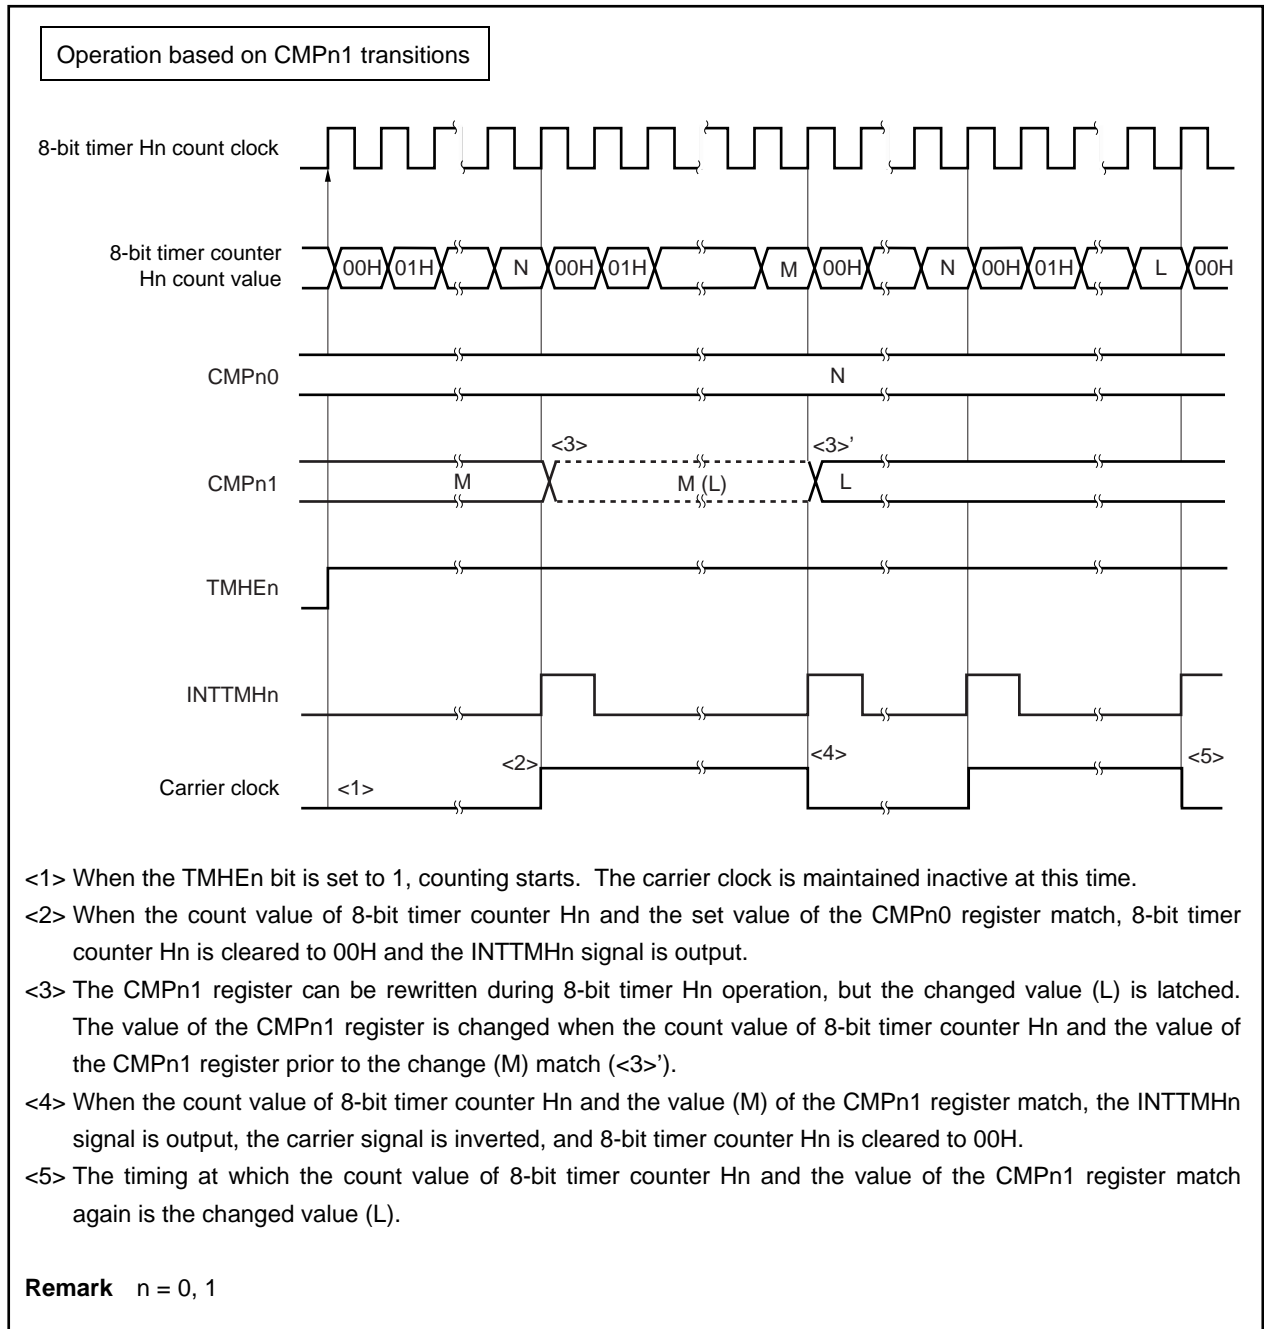 Operation based on CMPn1 transitions
8-bit timer Hn count clock
8-bit timer counter
Hn count value
00H 01H N 00H 01H M 00H N 00H 01H L 00H
CMPn0
N
<3> <3>’
CMPn1
M M (L) L
TMHEn
INTTMHn
<2> <4> <5>
Carrier clock
<1>
<1> When the TMHEn bit is set to 1, counting starts. The carrier clock is maintained inactive at this time.
<2> When the count value of 8-bit timer counter Hn and the set value of the CMPn0 register match, 8-bit timer
counter Hn is cleared to 00H and the INTTMHn signal is output.
<3> The CMPn1 register can be rewritten during 8-bit timer Hn operation, but the changed value (L) is latched.
The value of the CMPn1 register is changed when the count value of 8-bit timer counter Hn and the value of
the CMPn1 register prior to the change (M) match (<3>’).
<4> When the count value of 8-bit timer counter Hn and the value (M) of the CMPn1 register match, the INTTMHn
signal is output, the carrier signal is inverted, and 8-bit timer counter Hn is cleared to 00H.
<5> The timing at which the count value of 8-bit timer counter Hn and the value of the CMPn1 register match
again is the changed value (L).
Remark n = 0, 1